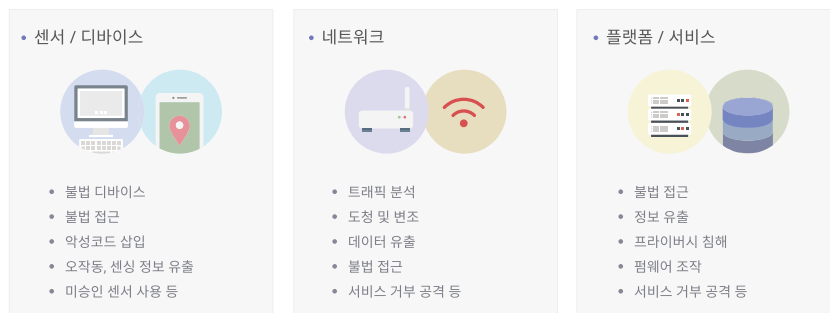 • 센서 / 디바이스
• 불법 디바이스
• 불법 접근
• 악성코드 삽입
• 오작동, 센싱 정보 유출
• 미승인 센서 사용 등
• 네트워크
• 트래픽 분석
• 도청 및 변조
• 데이터 유출
• 불법 접근
• 서비스 거부 공격 등
• 플랫폼 / 서비스
• 불법 접근
• 정보 유출
• 프라이버시 침해
• 펌웨어 조작
• 서비스 거부 공격 등